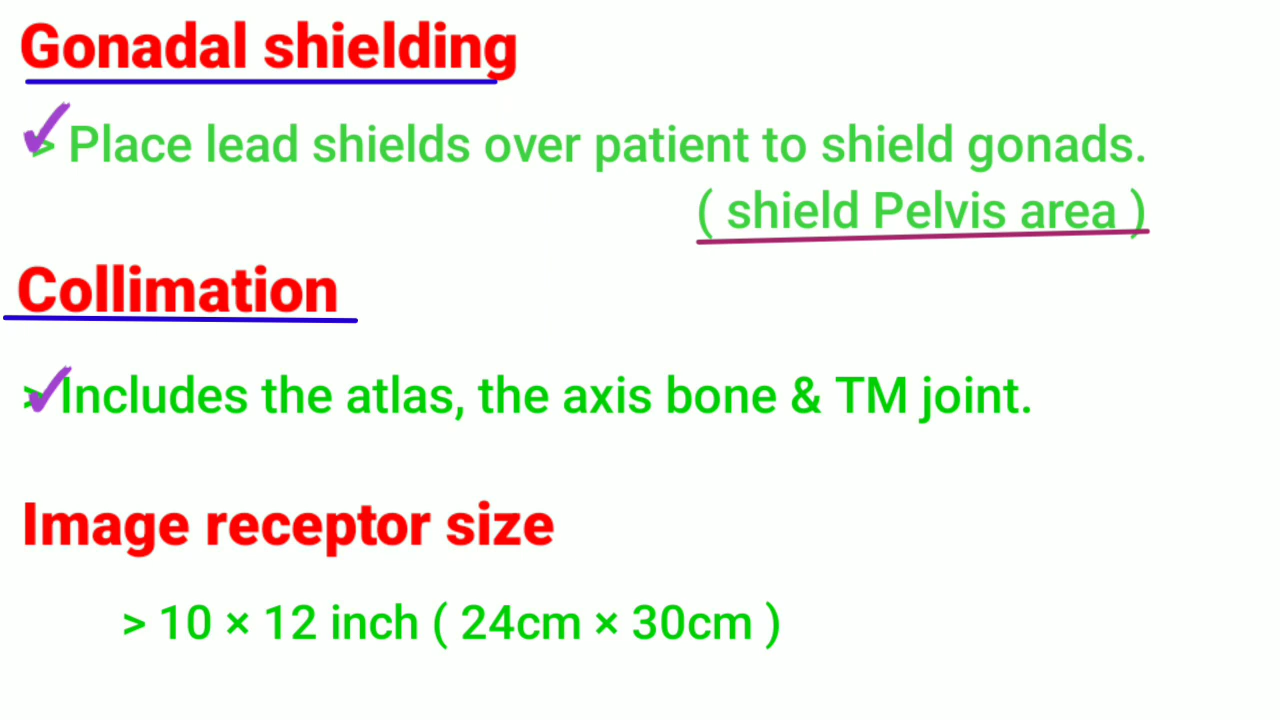 Gonadal shielding
> Place lead shields over patient to shield gonads.
( shield Pelvis area )
Collimation
> Includes the atlas, the axis bone & TM joint.
Image receptor size
> 10 × 12 inch ( 24cm × 30cm )